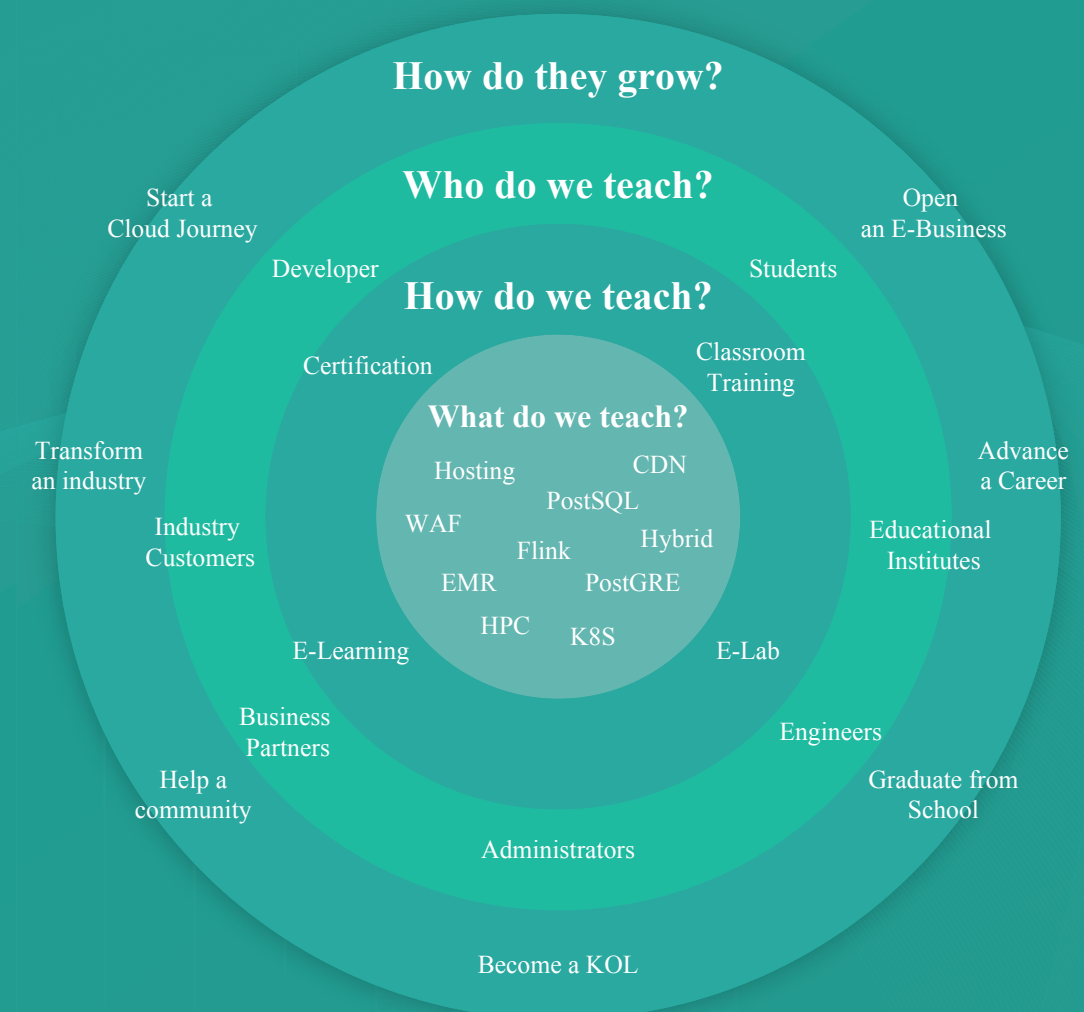 How do they grow?
Start a
Cloud Journey
Open
an E-Business
Transform
an industry
Advance
a Career
Help a
community
Graduate from
School
Become a KOL
Who do we teach?
Developer
Students
Industry
Customers
Educational
Institutes
Business
Partners
Engineers
Administrators
How do we teach?
Certification
Classroom
Training
E-Learning
E-Lab
What do we teach?
Hosting
CDN
PostSQL
WAF
Flink
Hybrid
EMR
PostGRE
HPC
K8S